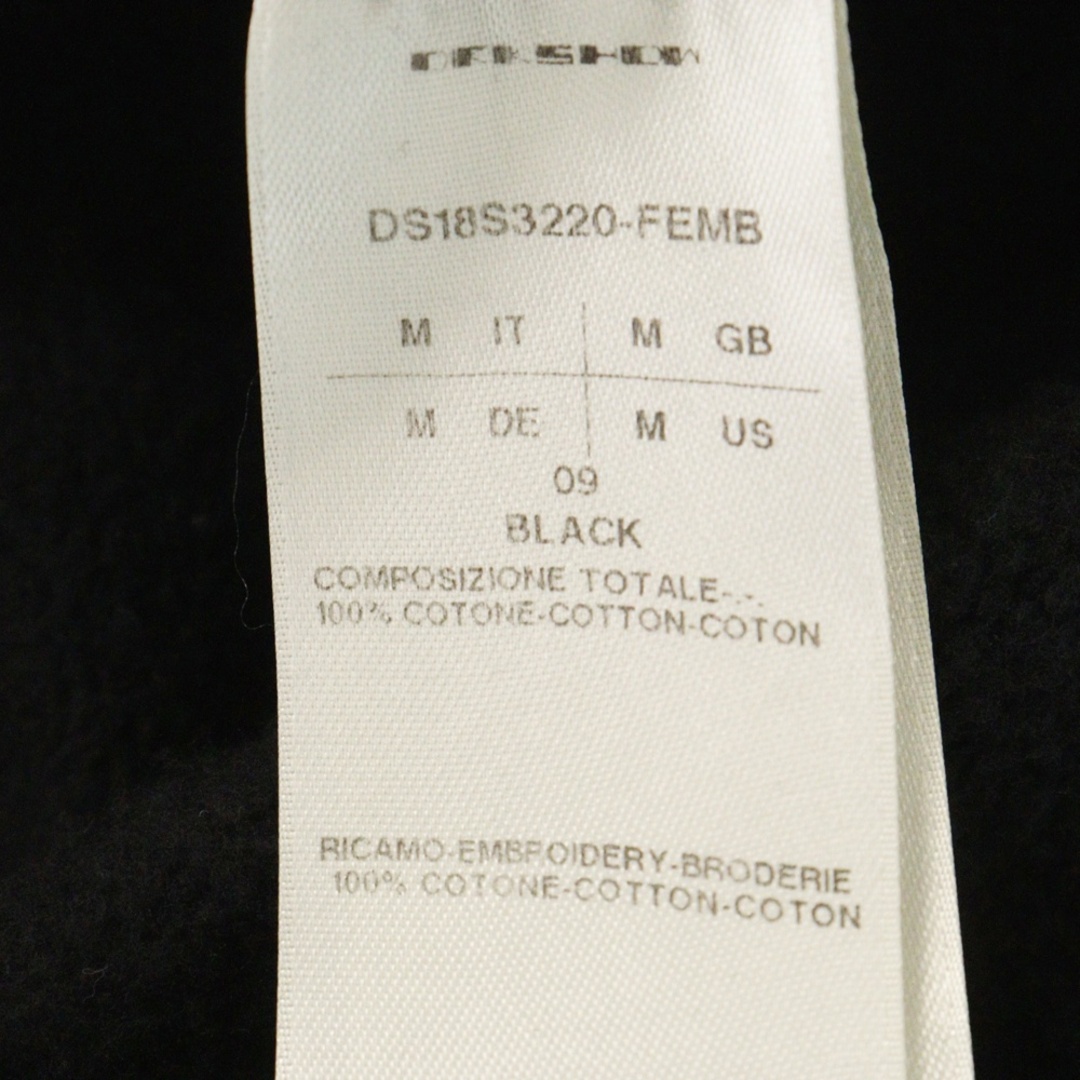 DRKSHDW
DS18S3220-FEMB
M IT M GB
M DE M US
09
BLACK
COMPOSIZIONE TOTALE-.-.
100% COTONE-COTTON-COTON
RICAMO-EMBROIDERY-BRODERIE
100% COTONE-COTTON-COTON